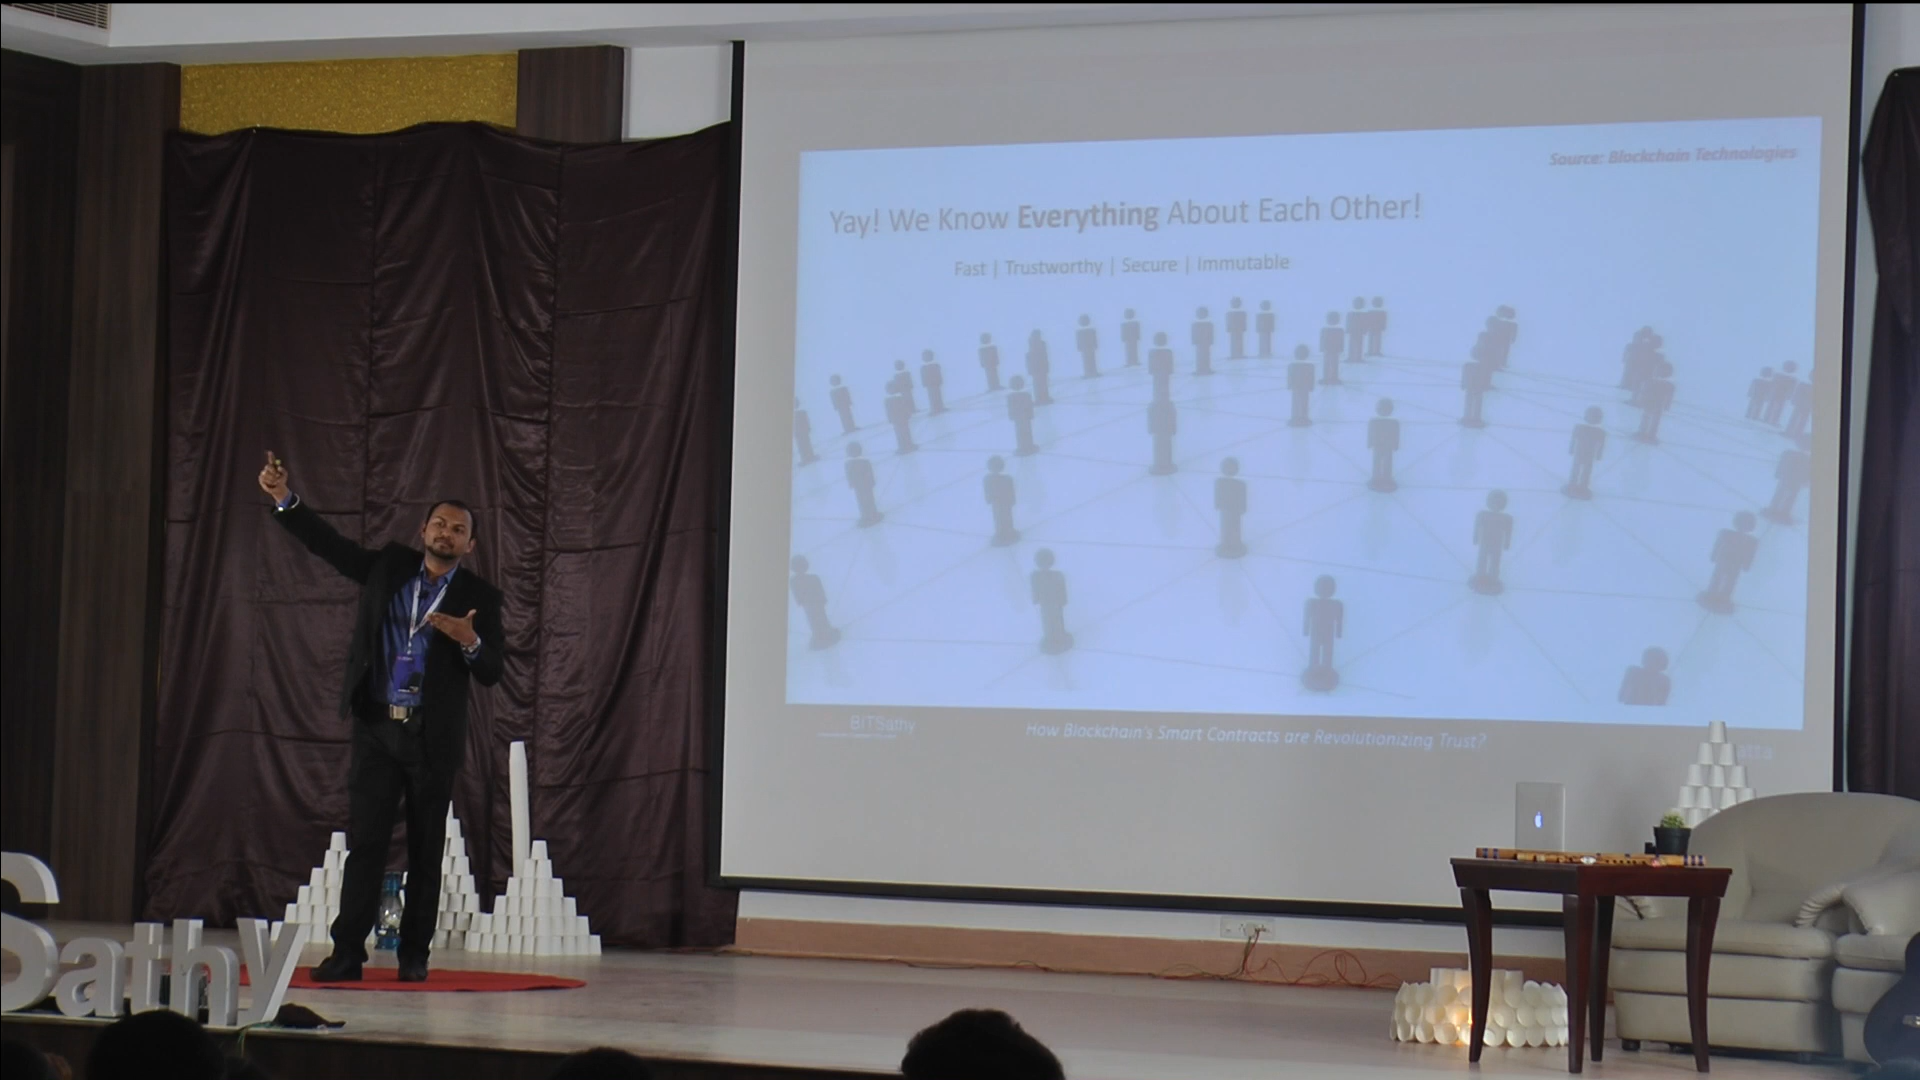 Source: Blockchain Technologies
Yay! We Know Everything About Each Other!
Fast | Trustworthy | Secure | Immutable
BITSathy
How Blockchain's Smart Contracts are Revolutionizing Trust?
Sathy